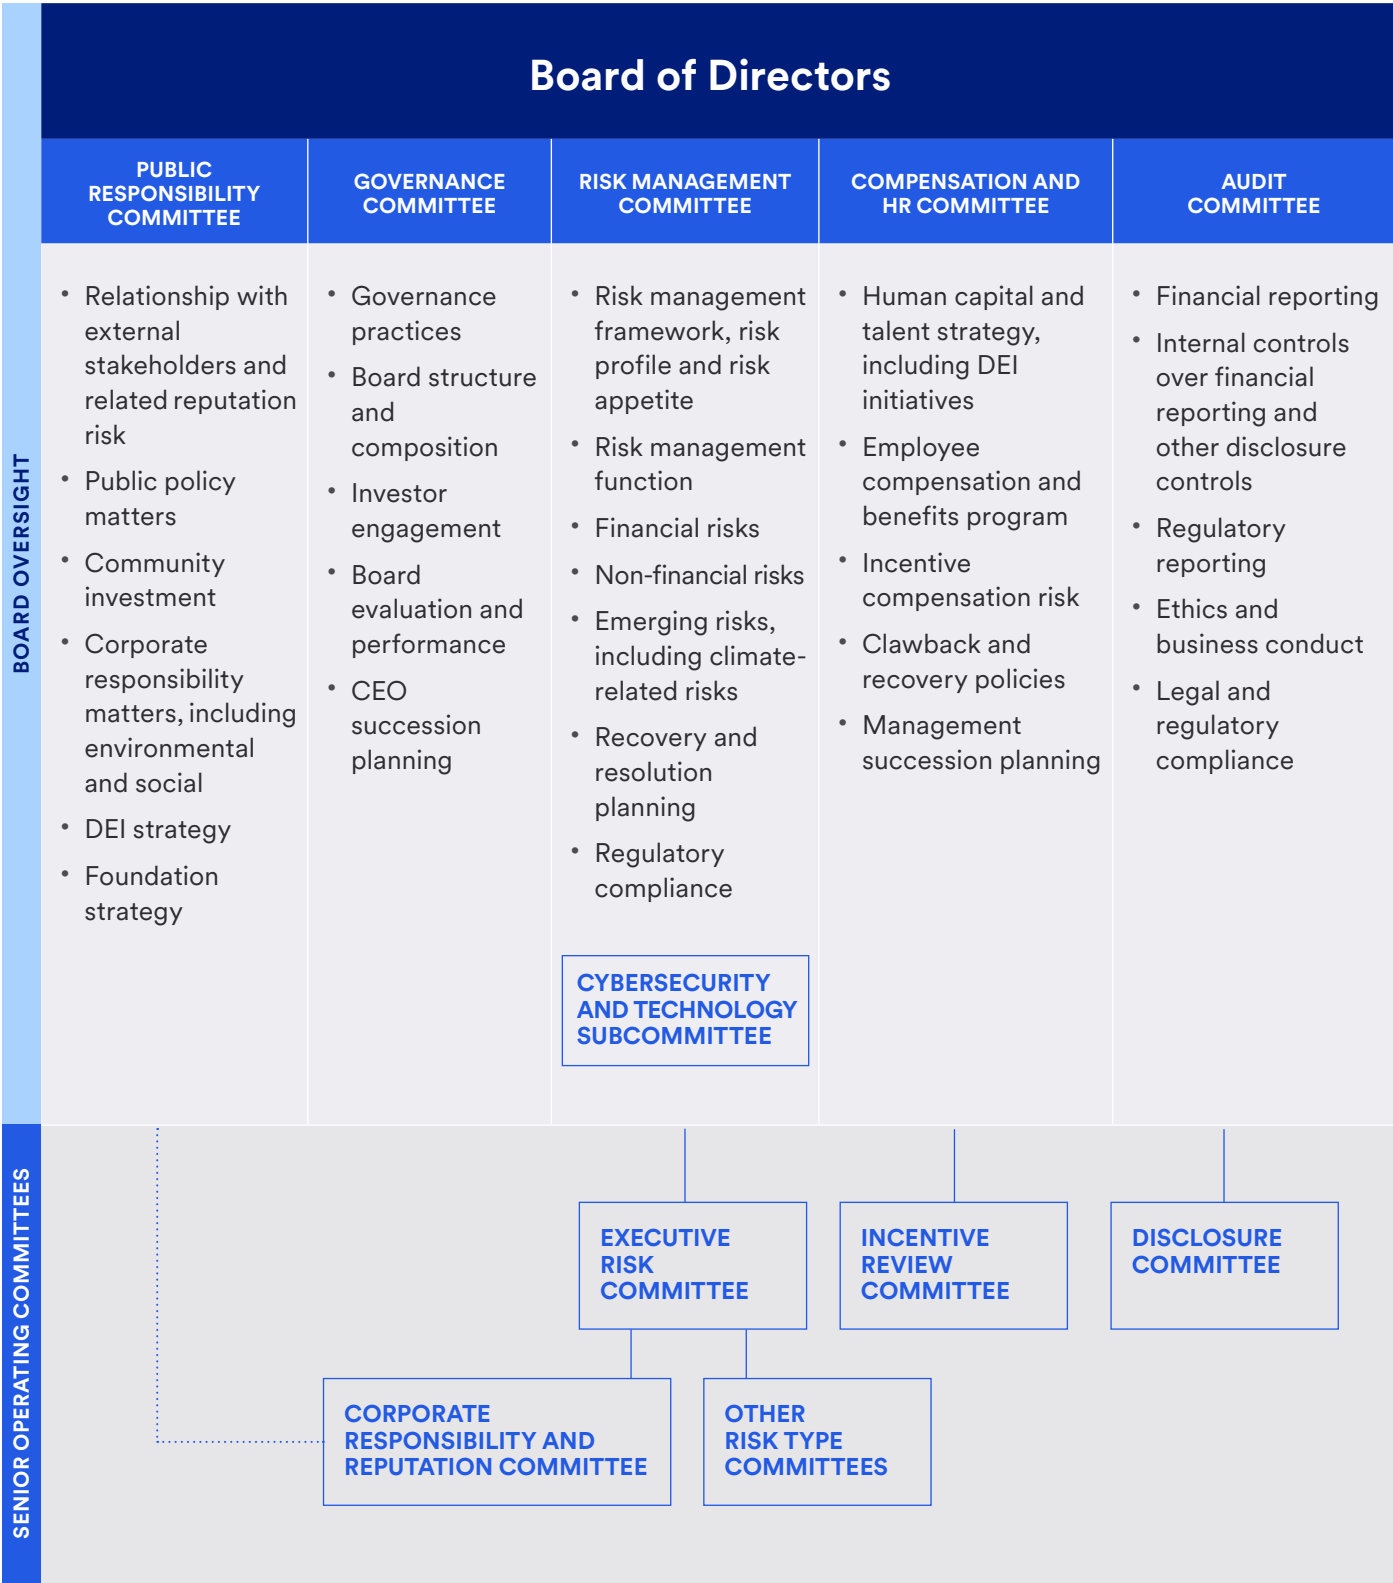 Board of Directors
BOARD OVERSIGHT
PUBLIC
RESPONSIBILITY
COMMITTEE
• Relationship with
external
stakeholders and
related reputation
risk
• Public policy
matters
• Community
investment
• Corporate
responsibility
matters, including
environmental
and social
• DEI strategy
• Foundation
strategy
GOVERNANCE
COMMITTEE
• Governance
practices
• Board structure
and
composition
• Investor
engagement
• Board
evaluation and
performance
• CEO
succession
planning
RISK MANAGEMENT
COMMITTEE
• Risk management
framework, risk
profile and risk
appetite
• Risk management
function
• Financial risks
• Non-financial risks
• Emerging risks,
including climate-
related risks
• Recovery and
resolution
planning
• Regulatory
compliance
CYBERSECURITY
AND TECHNOLOGY
SUBCOMMITTEE
COMPENSATION AND
HR COMMITTEE
• Human capital and
talent strategy,
including DEI
initiatives
• Employee
compensation and
benefits program
• Incentive
compensation risk
• Clawback and
recovery policies
• Management
succession planning
AUDIT
COMMITTEE
• Financial reporting
• Internal controls
over financial
reporting and
other disclosure
controls
• Regulatory
reporting
• Ethics and
business conduct
• Legal and
regulatory
compliance
SENIOR OPERATING COMMITTEES
EXECUTIVE
RISK
COMMITTEE
INCENTIVE
REVIEW
COMMITTEE
DISCLOSURE
COMMITTEE
CORPORATE
RESPONSIBILITY AND
REPUTATION COMMITTEE
OTHER
RISK TYPE
COMMITTEES